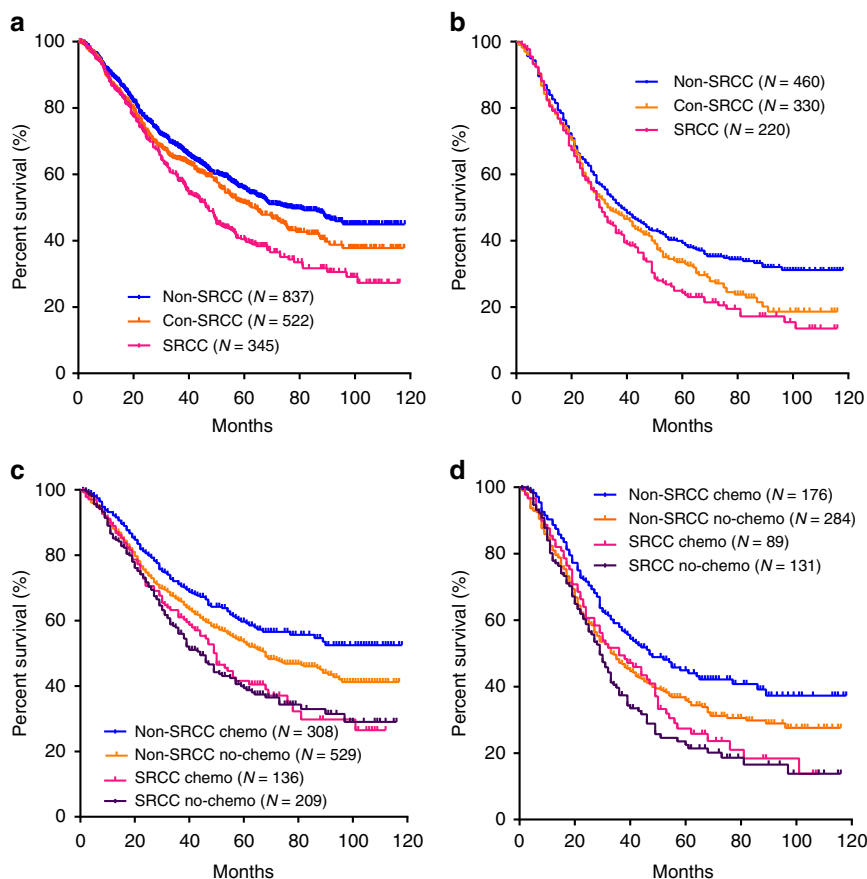 a
Percent survival (%)
100
80
60
40
20
0
Non-SRCC (N = 837)
Con-SRCC (N = 522)
SRCC (N = 345)
0 20 40 60 80 100 120
Months
b
Percent survival (%)
100
80
60
40
20
0
Non-SRCC (N = 460)
Con-SRCC (N = 330)
SRCC (N = 220)
0 20 40 60 80 100 120
Months
c
Percent survival (%)
100
80
60
40
20
0
Non-SRCC chemo (N = 308)
Non-SRCC no-chemo (N = 529)
SRCC chemo (N = 136)
SRCC no-chemo (N = 209)
0 20 40 60 80 100 120
Months
d
Percent survival (%)
100
80
60
40
20
0
Non-SRCC chemo (N = 176)
Non-SRCC no-chemo (N = 284)
SRCC chemo (N = 89)
SRCC no-chemo (N = 131)
0 20 40 60 80 100 120
Months